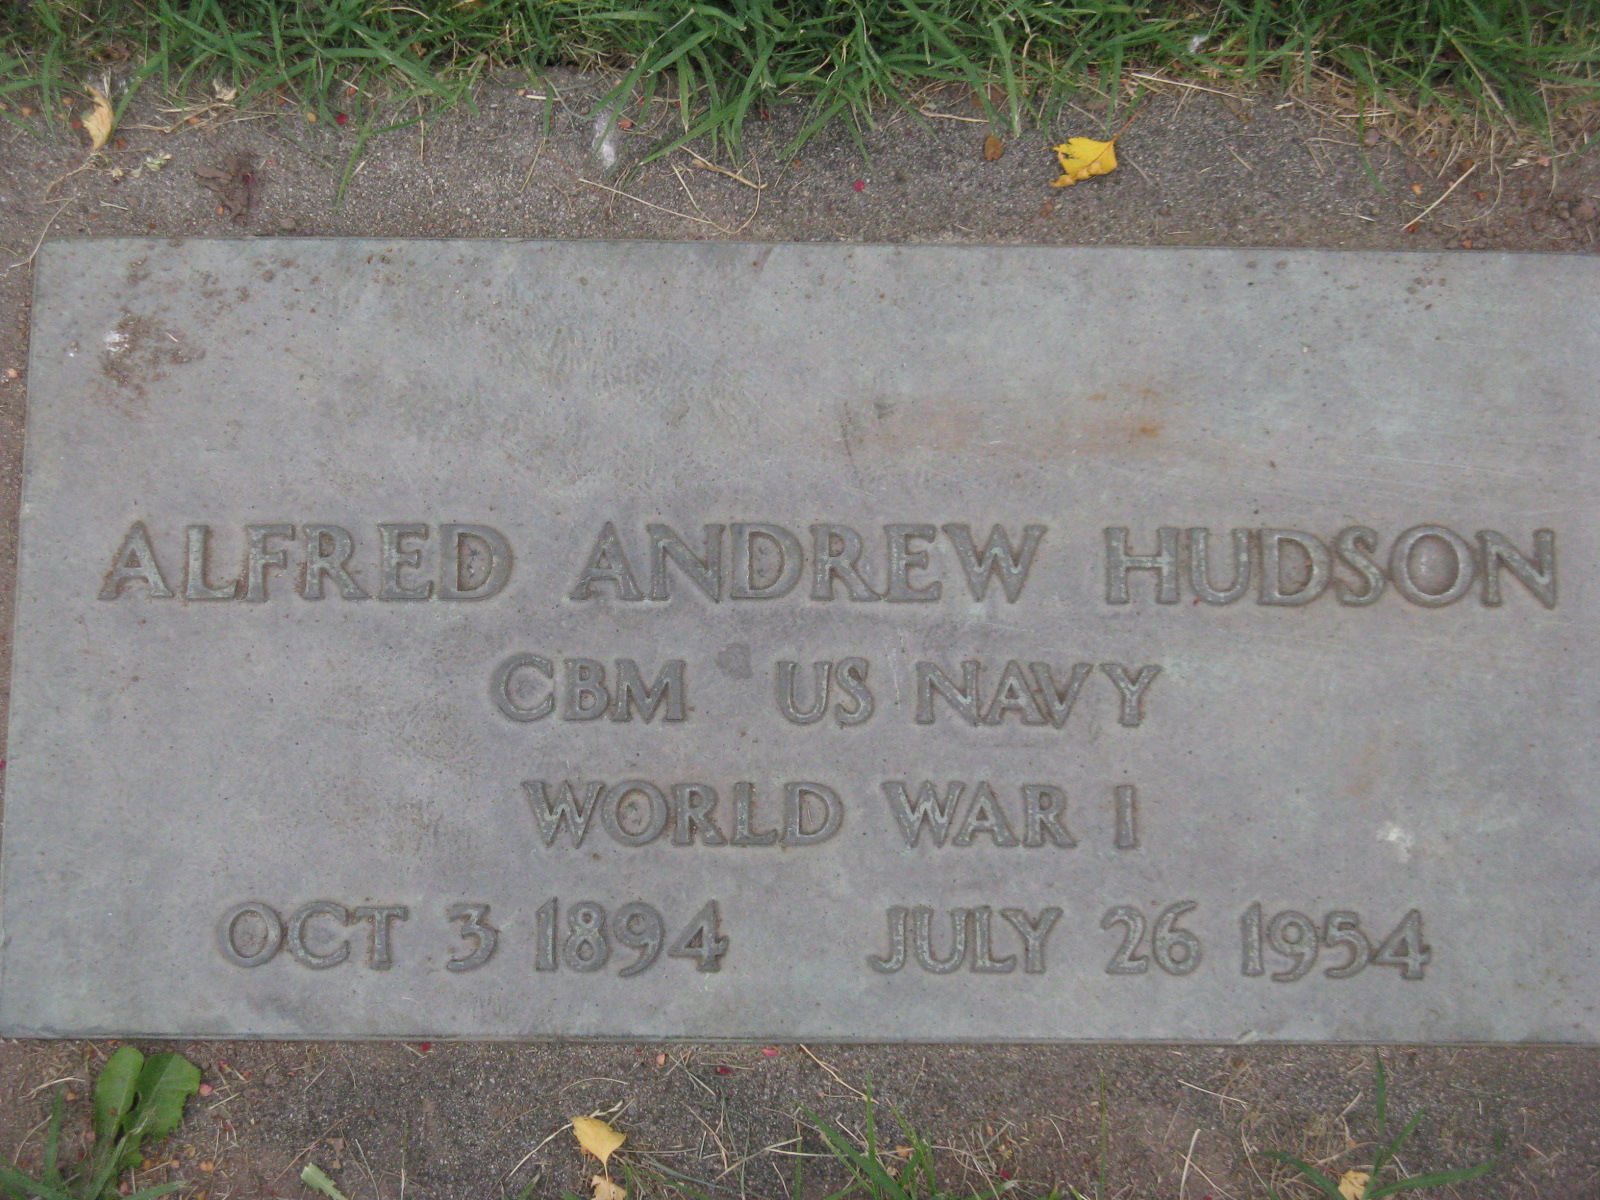 ALFRED ANDREW HUDSON
CBM US NAVY
WORLD WAR I
OCT 3 1894 JULY 26 1954